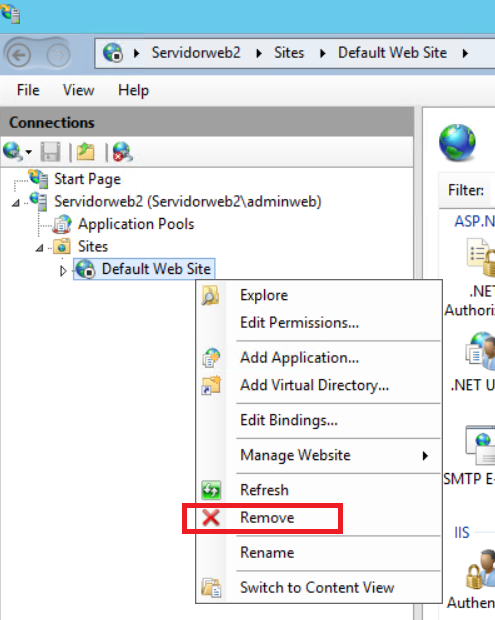 Servidorweb2 Sites Default Web Site
File View Help
Connections
Start Page
Servidorweb2 (Servidorweb2\adminweb)
Application Pools
Sites
Default Web Site
Explore
Edit Permissions...
Add Application...
Add Virtual Directory...
Edit Bindings...
Manage Website
Refresh
Remove
Rename
Switch to Content View
Filter:
ASP.N
.NE
Authoriz
.NET U
SMTP E-
IIS
Authen